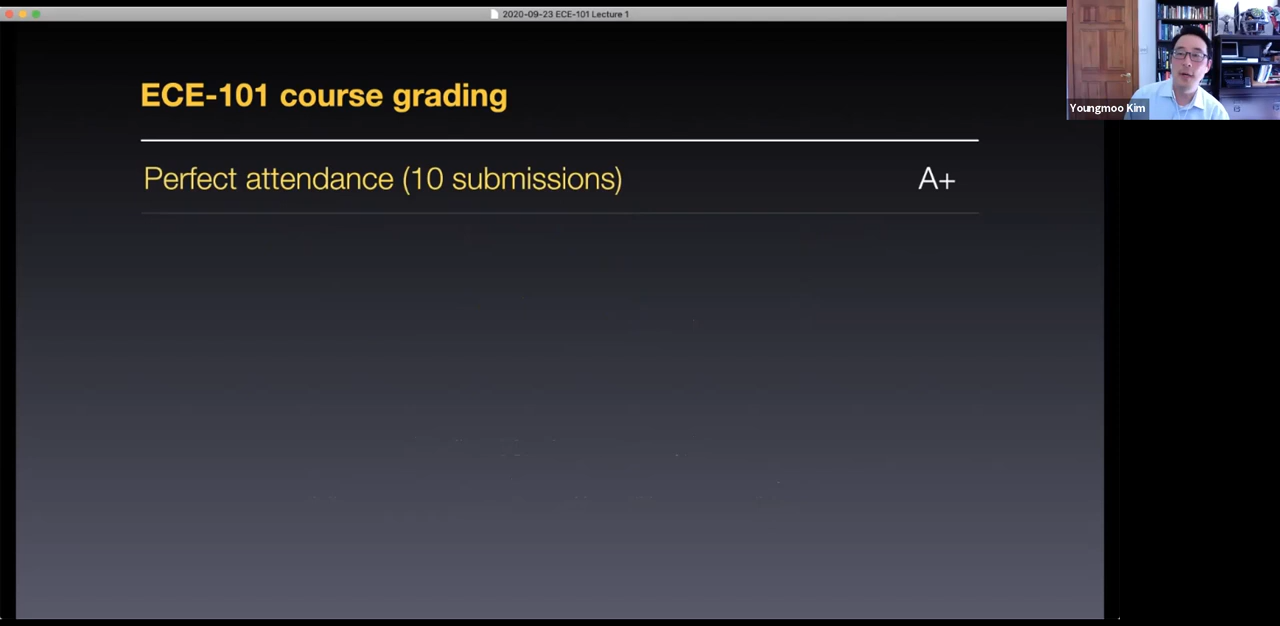 2020-09-23 ECE-101 Lecture 1
Youngmoo Kim
ECE-101 course grading
Perfect attendance (10 submissions) A+